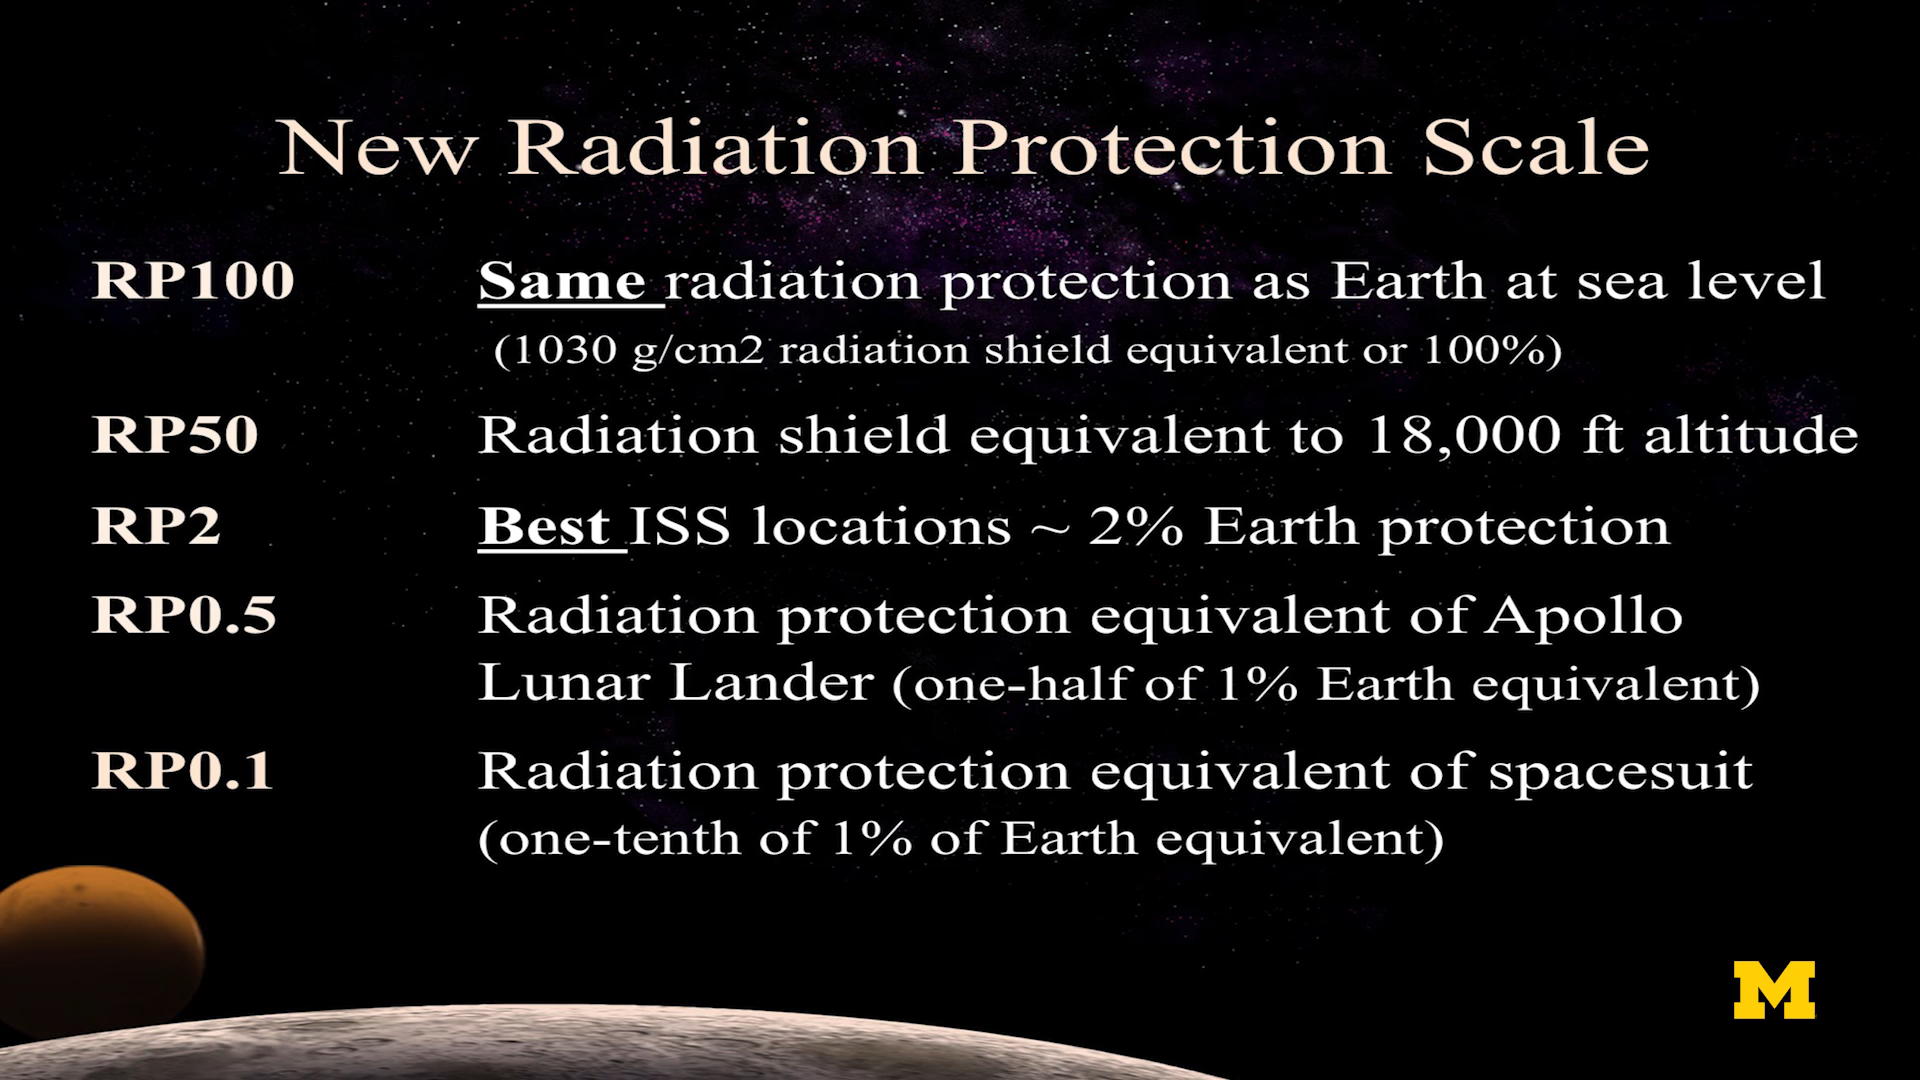 New Radiation Protection Scale
RP100 Same radiation protection as Earth at sea level
(1030 g/cm2 radiation shield equivalent or 100%)
RP50 Radiation shield equivalent to 18,000 ft altitude
RP2 Best ISS locations ~ 2% Earth protection
RP0.5 Radiation protection equivalent of Apollo
Lunar Lander (one-half of 1% Earth equivalent)
RP0.1 Radiation protection equivalent of spacesuit
(one-tenth of 1% of Earth equivalent)
M